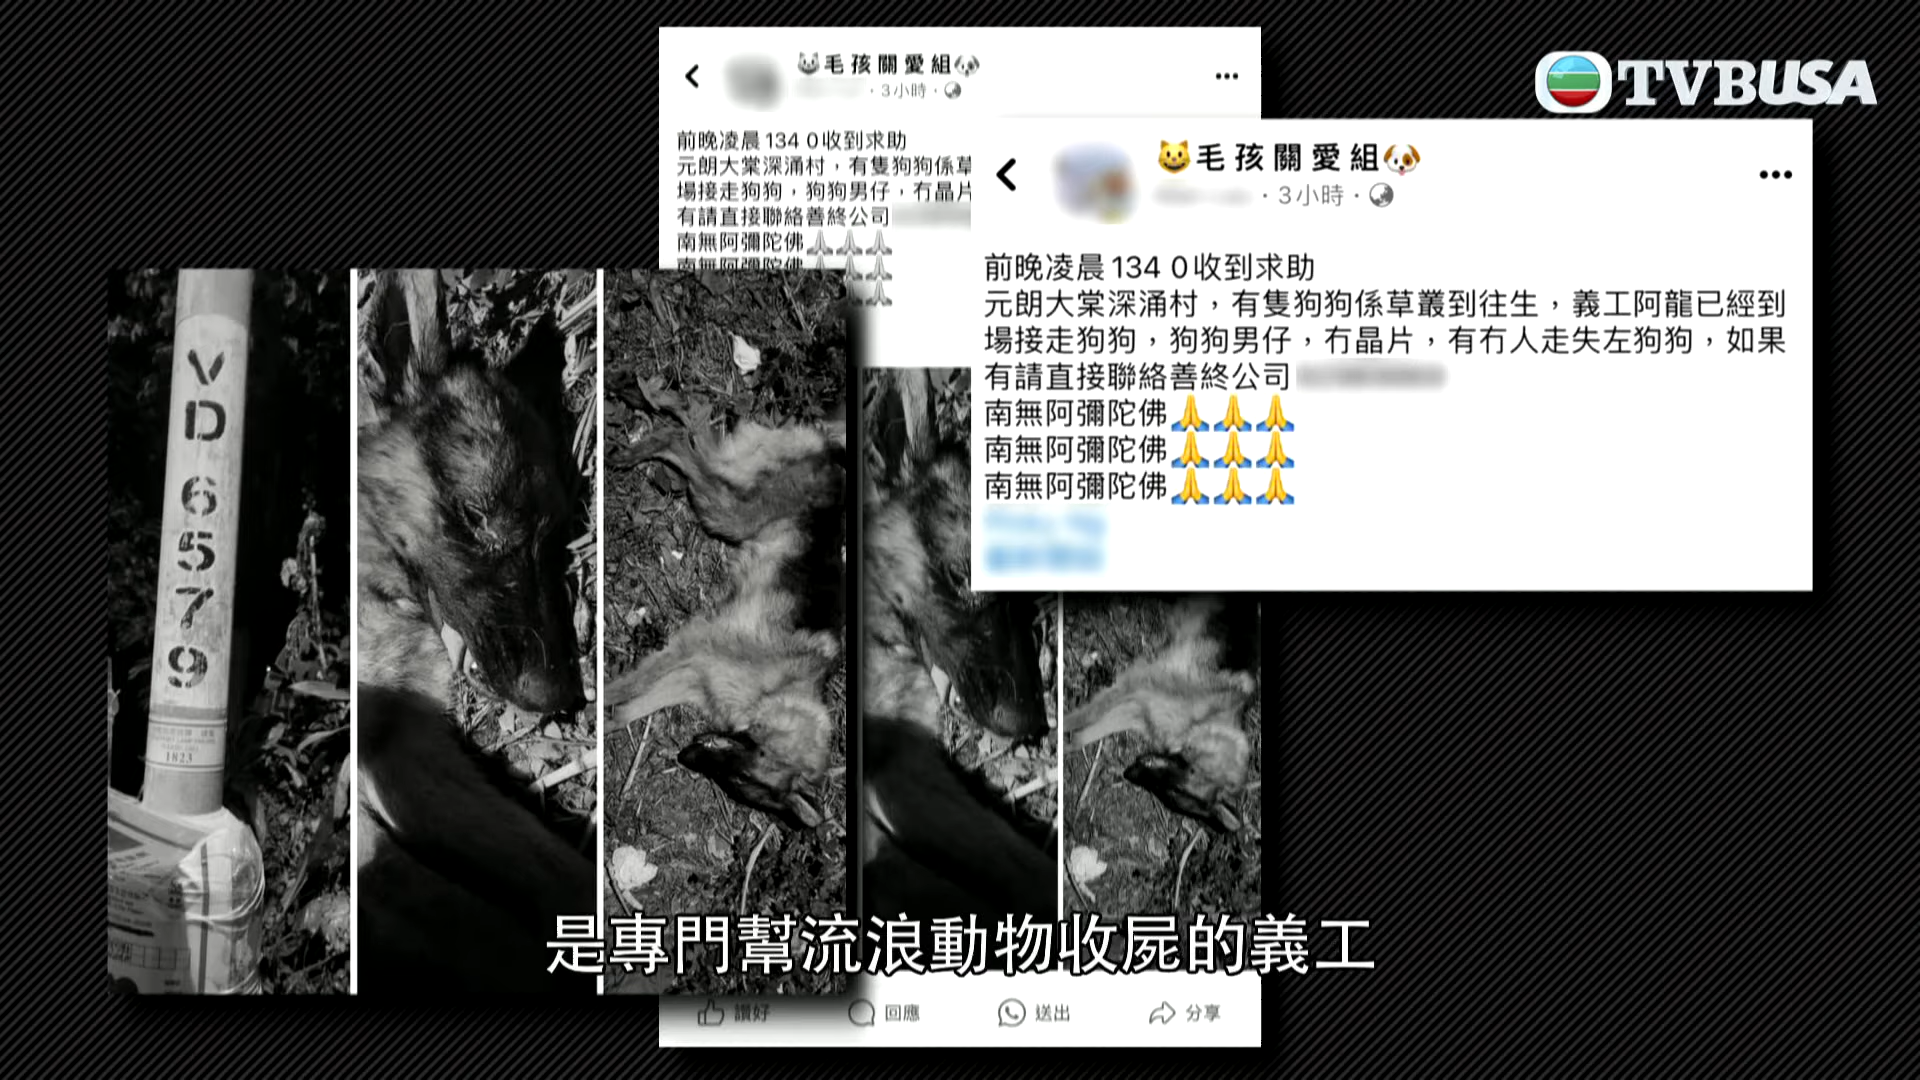 😺毛孩關愛組🐶
· 3小時 ·
前晚凌晨134 0收到求助
元朗大棠深涌村，有隻狗狗係草
場接走狗狗，狗狗男仔，冇晶片
有請直接聯絡善終公司
南無阿彌陀佛🙏🙏🙏
南無阿彌陀佛🙏🙏🙏
🙏
TVBUSA
😺毛孩關愛組🐶
· 3小時 ·
前晚凌晨134 0收到求助
元朗大棠深涌村，有隻狗狗係草叢到往生，義工阿龍已經到
場接走狗狗，狗狗男仔，冇晶片，有冇人走失左狗狗，如果
有請直接聯絡善終公司
南無阿彌陀佛🙏🙏🙏
南無阿彌陀佛🙏🙏🙏
南無阿彌陀佛🙏🙏🙏
VD6579
1823
是專門幫流浪動物收屍的義工
讚好
回應
送出
分享